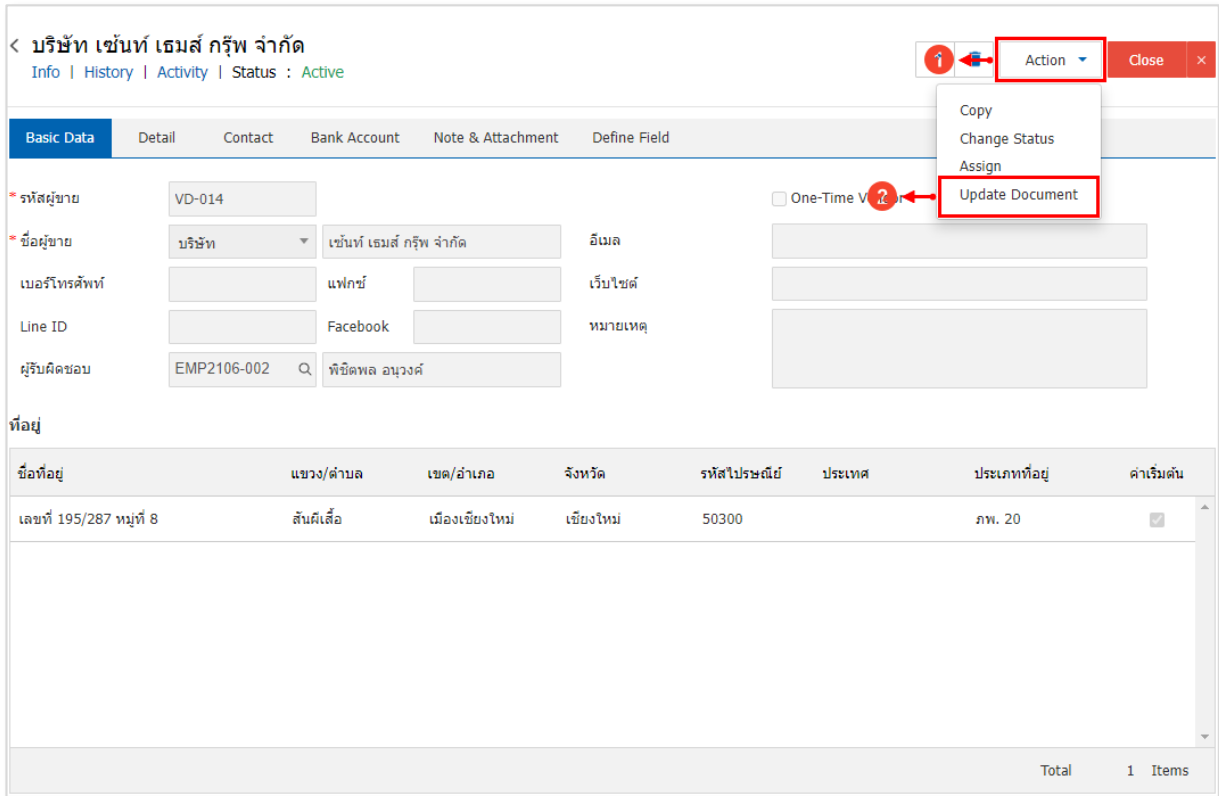 < บริษัท เซ้นท์ เธมส์ กรุ๊พ จำกัด
Info | History | Activity | Status : Active
1
Action
Close ×
Copy
Change Status
Assign
Update Document
Basic Data Detail Contact Bank Account Note & Attachment Define Field
* รหัสผู้ขาย VD-014 One-Time V
2
* ชื่อผู้ขาย บริษัท เซ้นท์ เธมส์ กรุ๊พ จำกัด อีเมล
เบอร์โทรศัพท์ แฟกซ์ เว็บไซต์
Line ID Facebook หมายเหตุ
ผู้รับผิดชอบ EMP2106-002 พิชิตพล อนุวงค์
ที่อยู่
ชื่อที่อยู่ แขวง/ตำบล เขต/อำเภอ จังหวัด รหัสไปรษณีย์ ประเทศ ประเภทที่อยู่ ค่าเริ่มต้น
เลขที่ 195/287 หมู่ที่ 8 สันผีเสื้อ เมืองเชียงใหม่ เชียงใหม่ 50300 ภพ. 20
Total 1 Items